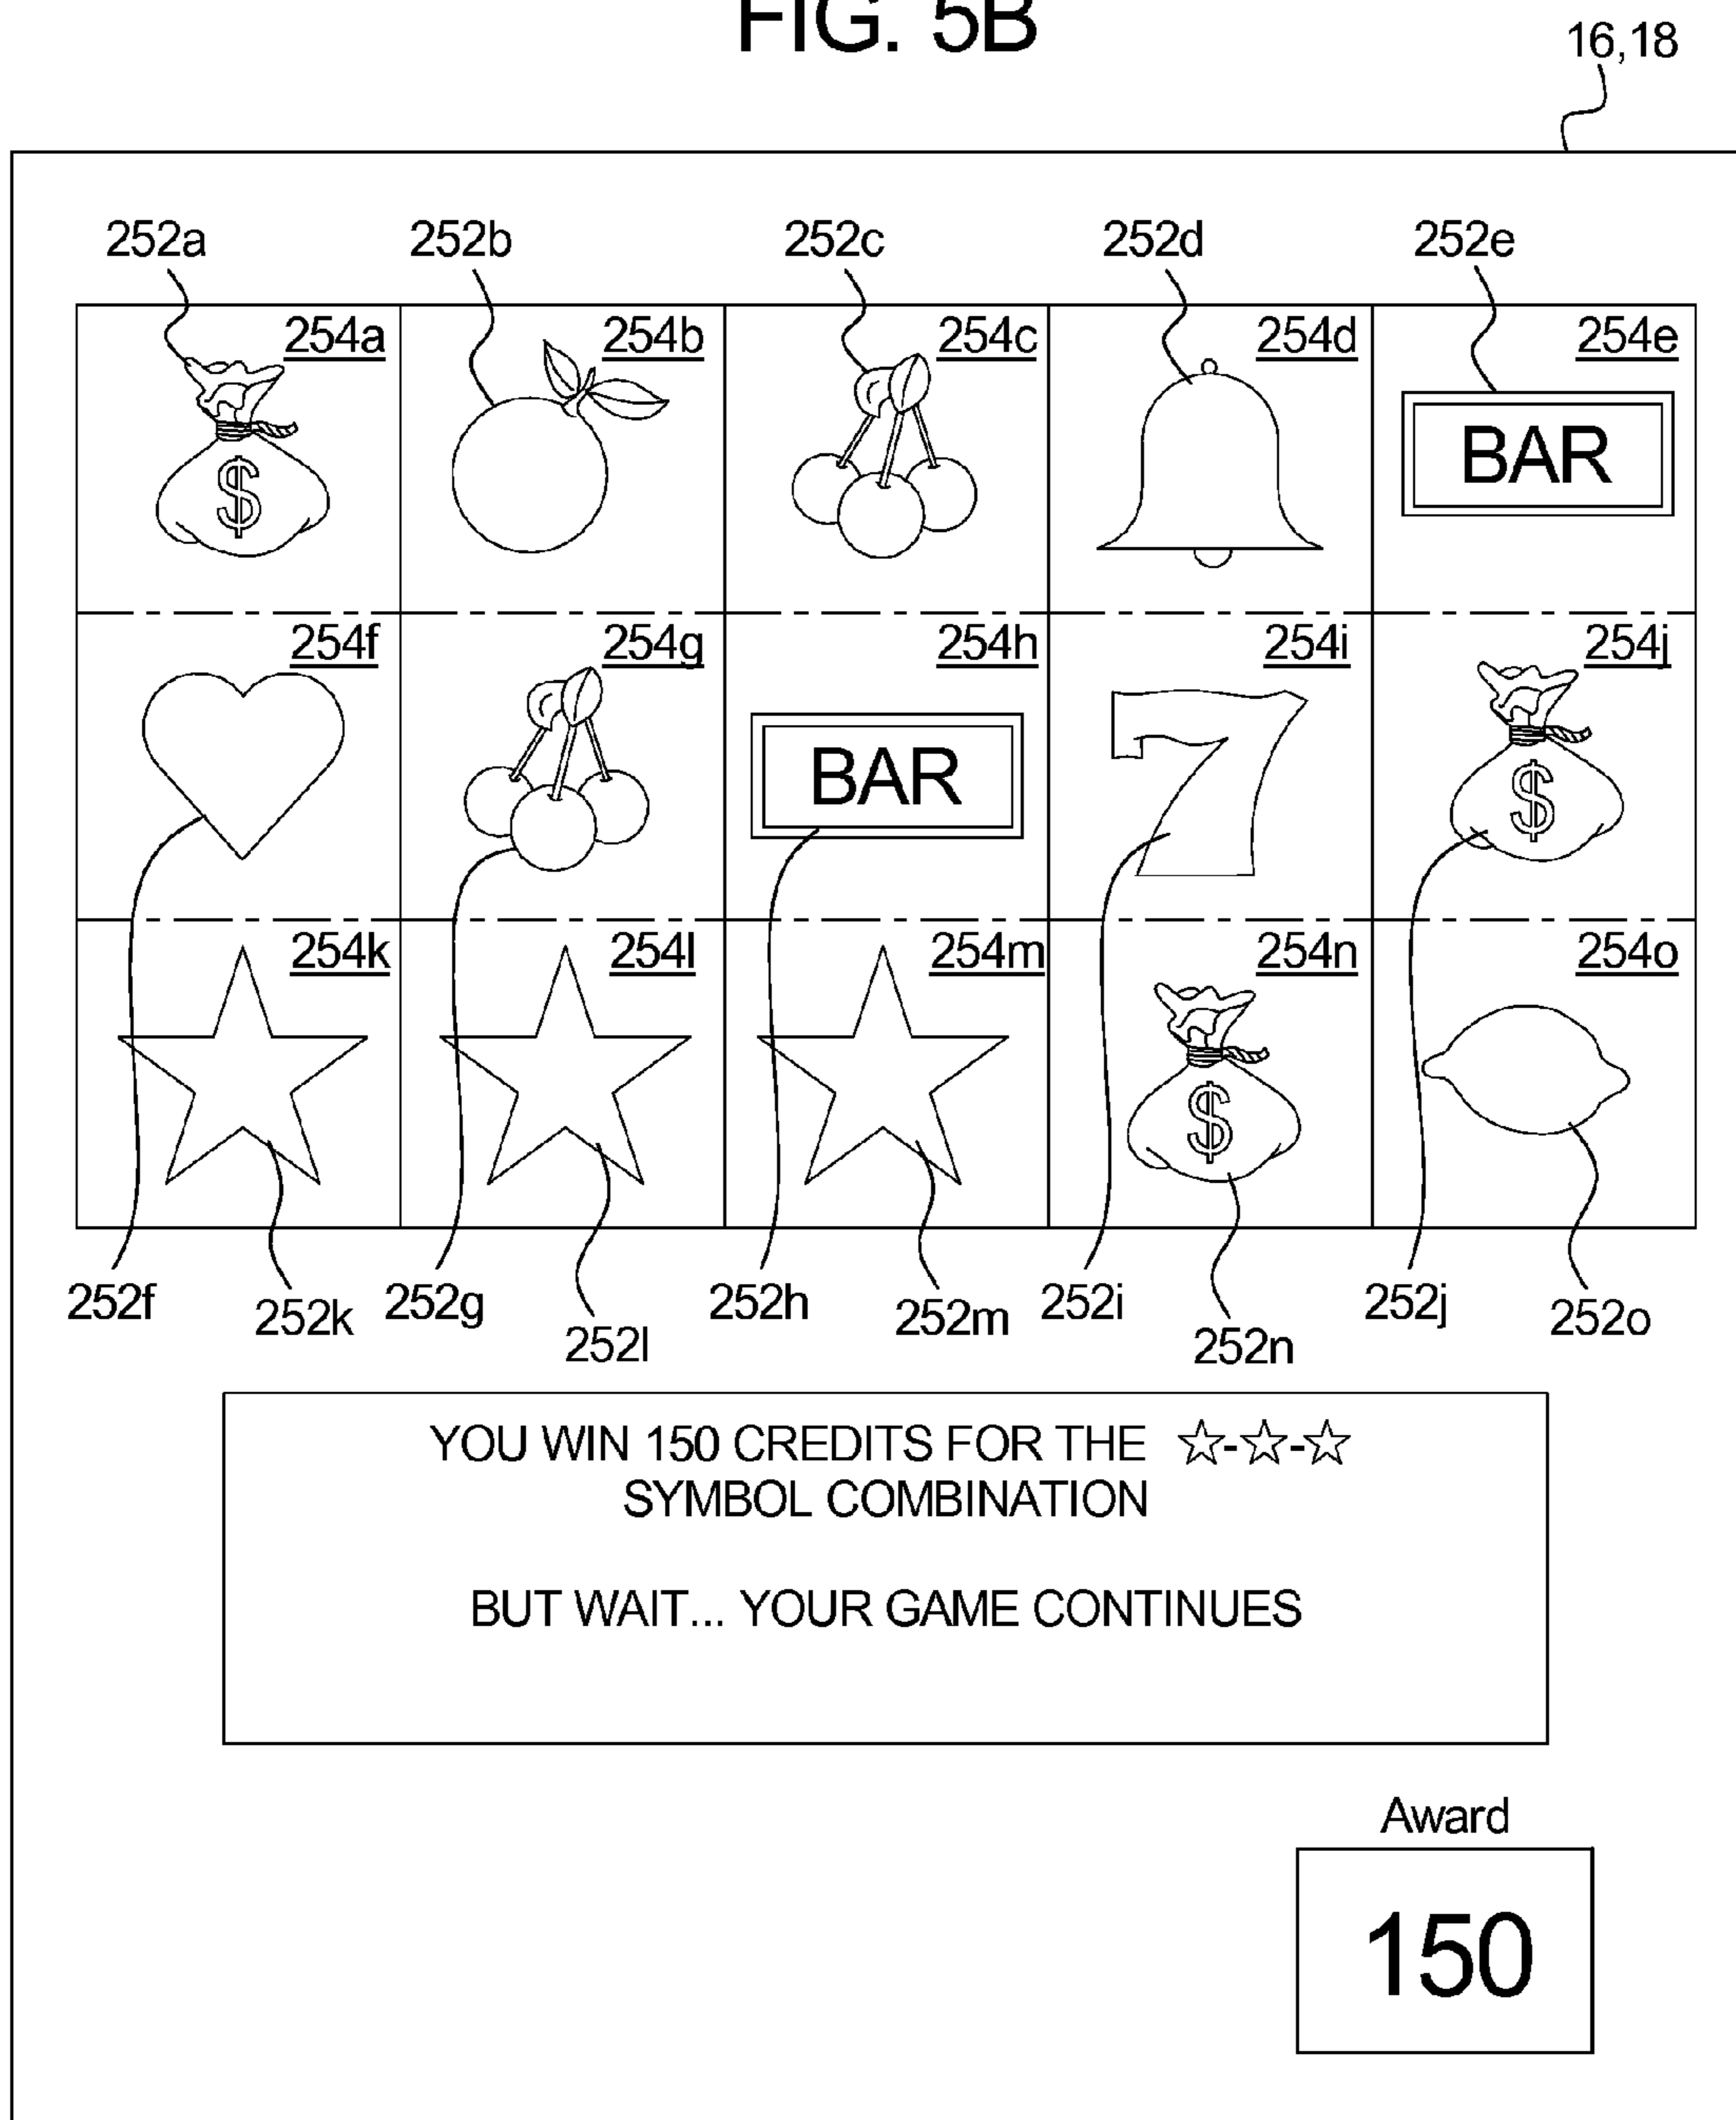 FIG. 5B
16,18
252a 252b 252c 252d 252e
254a 254b 254c 254d 254e
$ BAR
254f 254g 254h 254i 254j
BAR 7 $
254k 254l 254m 254n 254o
$
252f 252k 252g 252l 252h 252m 252i 252n 252j 252o
YOU WIN 150 CREDITS FOR THE ☆-☆-☆
SYMBOL COMBINATION
BUT WAIT... YOUR GAME CONTINUES
Award
150